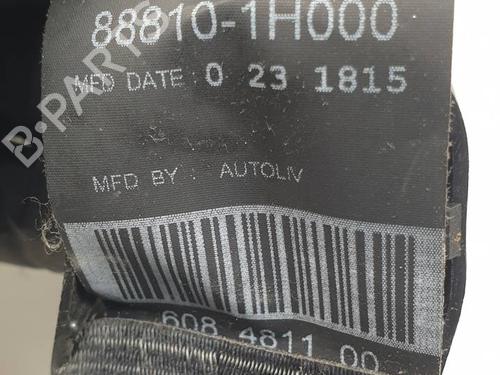 88810-1H000
MFD DATE : 0 23 1815
MFD BY : AUTOLIV
608 4811 00
B-PARTS